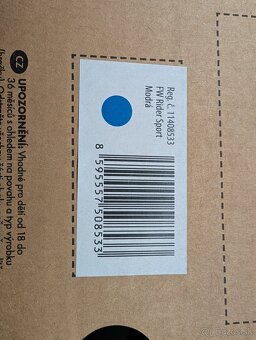 Reg. č. 11408533
FW Rider Sport
Modrá
8 595557 508533
CZ
UPOZORNĚNÍ: Vhodné pro děti od 18 do
36 měsíců s ohledem na povahu a typ výrobku